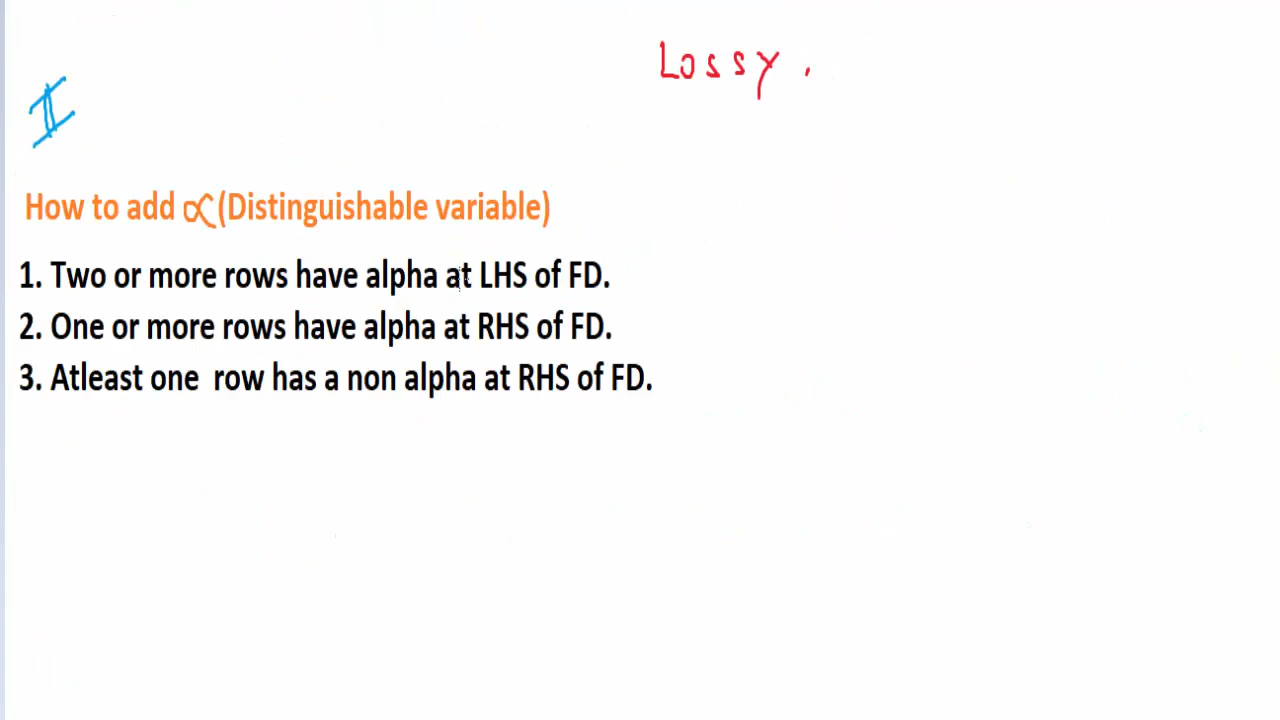 Lossy .
I
How to add ∝(Distinguishable variable)
1. Two or more rows have alpha at LHS of FD.
2. One or more rows have alpha at RHS of FD.
3. Atleast one row has a non alpha at RHS of FD.